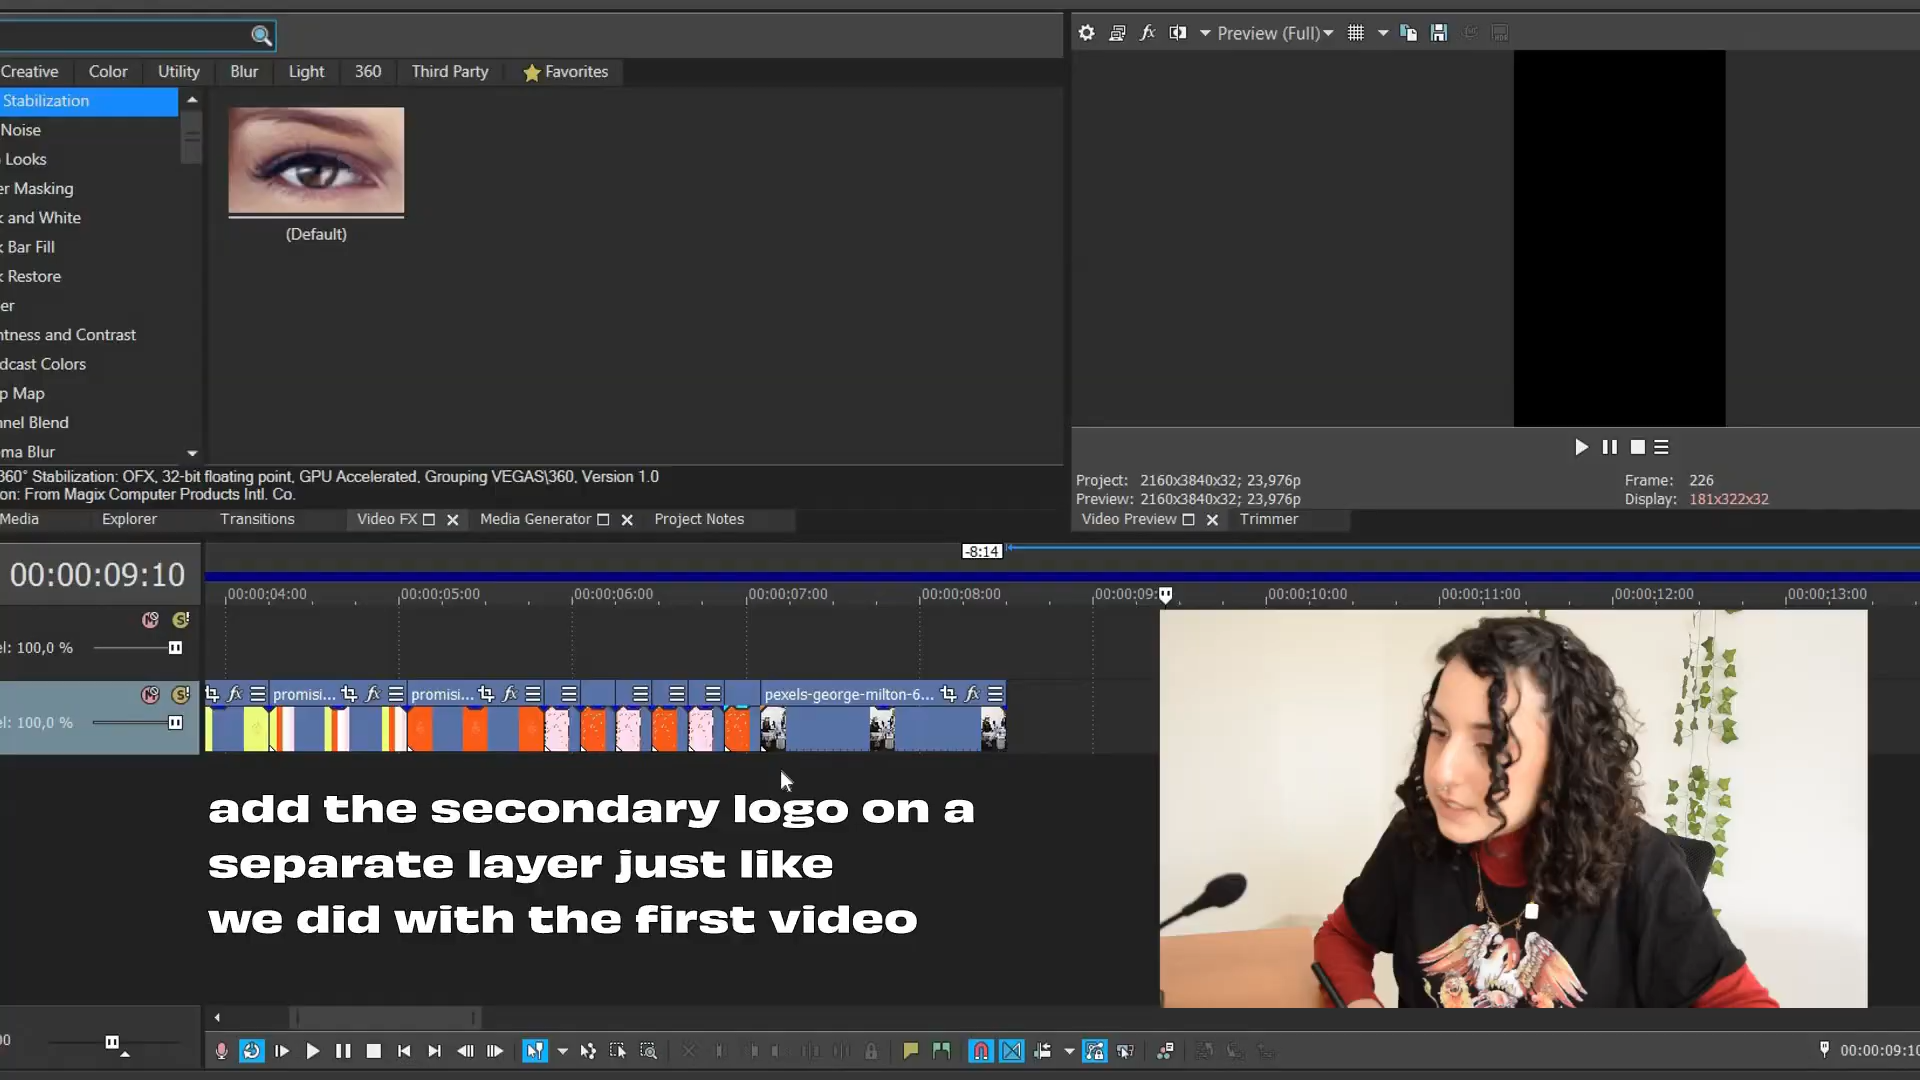 Creative Color Utility Blur Light 360 Third Party Favorites
Preview (Full)
Stabilization
Noise
Looks
er Masking
k and White
k Bar Fill
k Restore
er
ntness and Contrast
dcast Colors
p Map
nnel Blend
ma Blur
(Default)
360° Stabilization: OFX, 32-bit floating point, GPU Accelerated, Grouping VEGAS\360, Version 1.0
on: From Magix Computer Products Intl. Co.
Project: 2160x3840x32; 23,976p
Frame: 226
Preview: 2160x3840x32; 23,976p
Display: 181x322x32
Media Explorer Transitions Video FX Media Generator Project Notes
Video Preview Trimmer
-8:14
00:00:09:10
00:00:04:00 00:00:05:00 00:00:06:00 00:00:07:00 00:00:08:00 00:00:09: 00:00:10:00 00:00:11:00 00:00:12:00 00:00:13:00
el: 100,0 %
promisi... promisi... pexels-george-milton-6...
el: 100,0 %
add the secondary logo on a
separate layer just like
we did with the first video
00:00:09:10